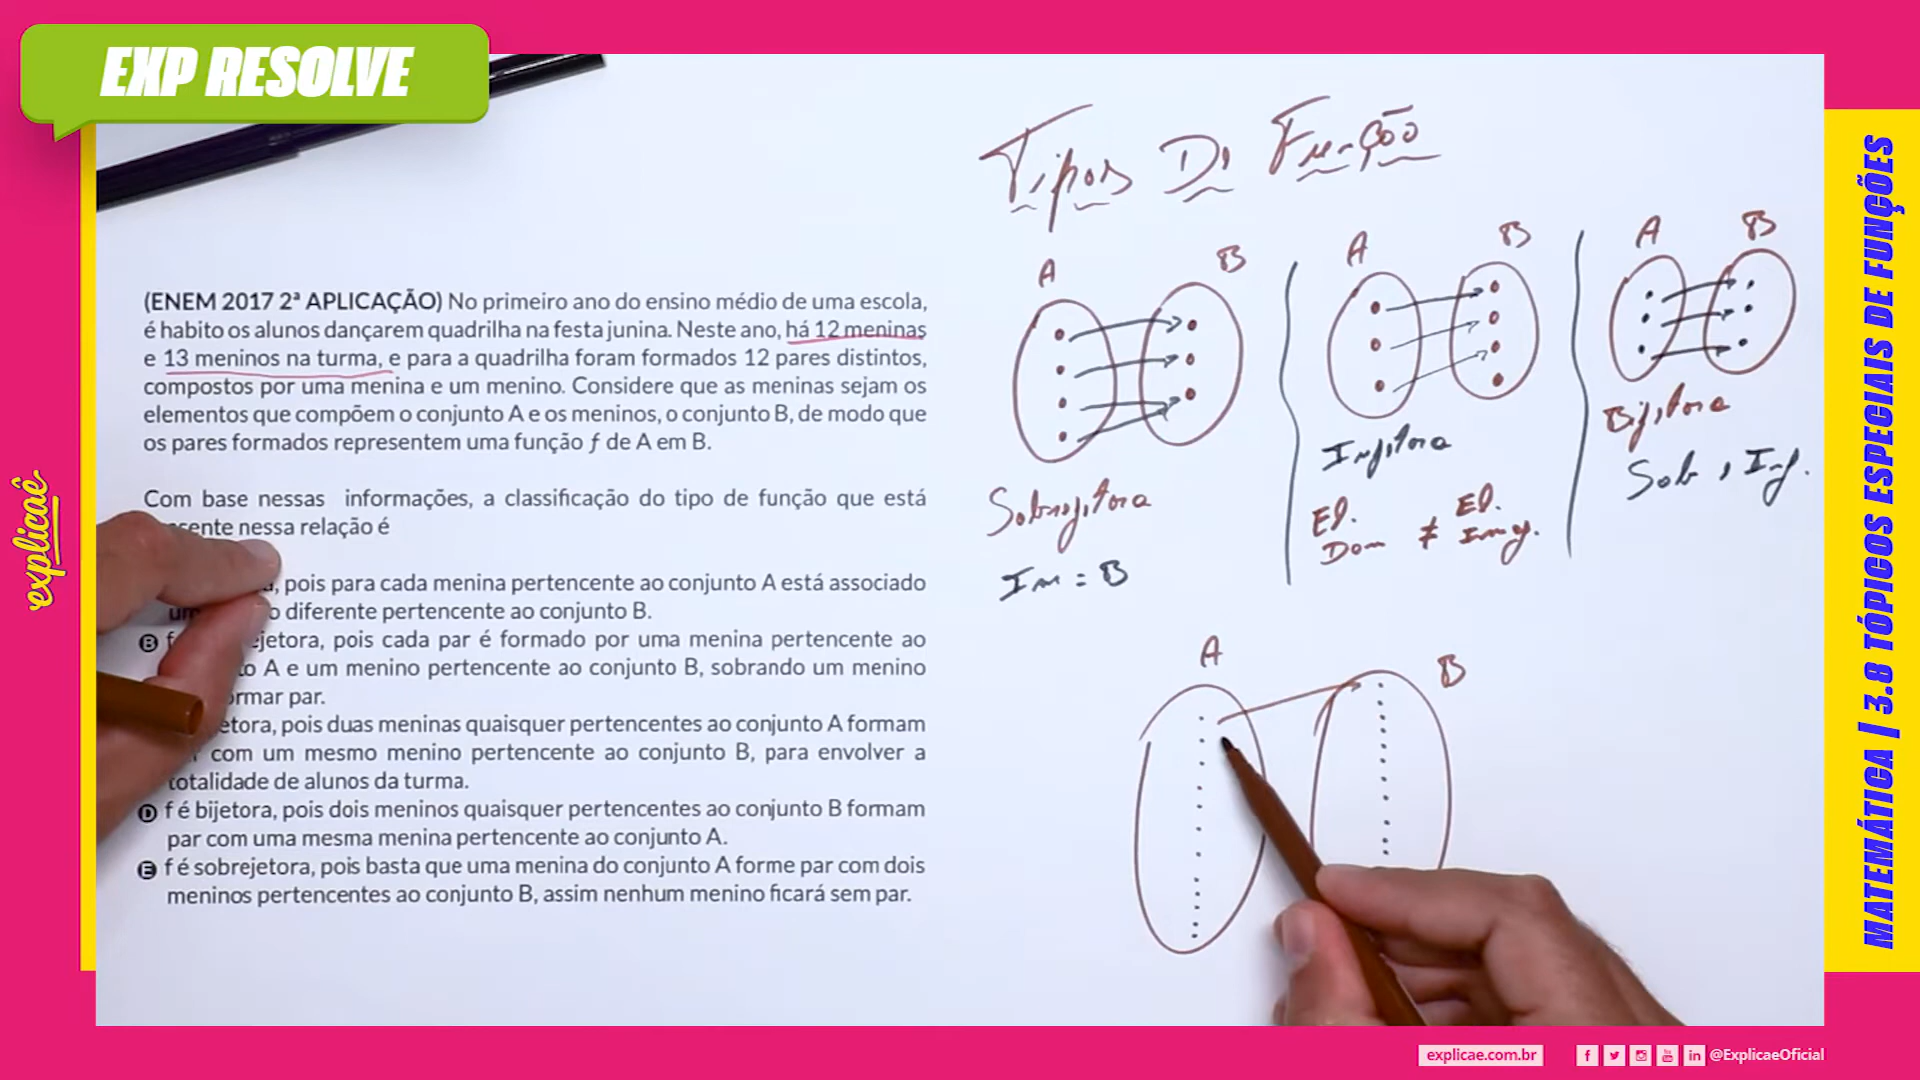 EXP RESOLVE
Tipos De Função
A B
A B
A B
(ENEM 2017 2ª APLICAÇÃO) No primeiro ano do ensino médio de uma escola,
é habito os alunos dançarem quadrilha na festa junina. Neste ano, há 12 meninas
e 13 meninos na turma, e para a quadrilha foram formados 12 pares distintos,
compostos por uma menina e um menino. Considere que as meninas sejam os
elementos que compõem o conjunto A e os meninos, o conjunto B, de modo que
os pares formados representem uma função f de A em B.
Com base nessas informações, a classificação do tipo de função que está
nessa relação é
, pois para cada menina pertencente ao conjunto A está associado
diferente pertencente ao conjunto B.
B f ejetora, pois cada par é formado por uma menina pertencente ao
A e um menino pertencente ao conjunto B, sobrando um menino
par.
pois duas meninas quaisquer pertencentes ao conjunto A formam
com um mesmo menino pertencente ao conjunto B, para envolver a
totalidade de alunos da turma.
D f é bijetora, pois dois meninos quaisquer pertencentes ao conjunto B formam
par com uma mesma menina pertencente ao conjunto A.
E f é sobrejetora, pois basta que uma menina do conjunto A forme par com dois
meninos pertencentes ao conjunto B, assim nenhum menino ficará sem par.
Sobrejetora
Im = B
Injetora
El. Dom ≠ El. Img.
Bijetora
Sob e Inj.
A B
explicaê
MATEMÁTICA | 3.8 TÓPICOS ESPECIAIS DE FUNÇÕES
explicae.com.br @ExplicaeOficial